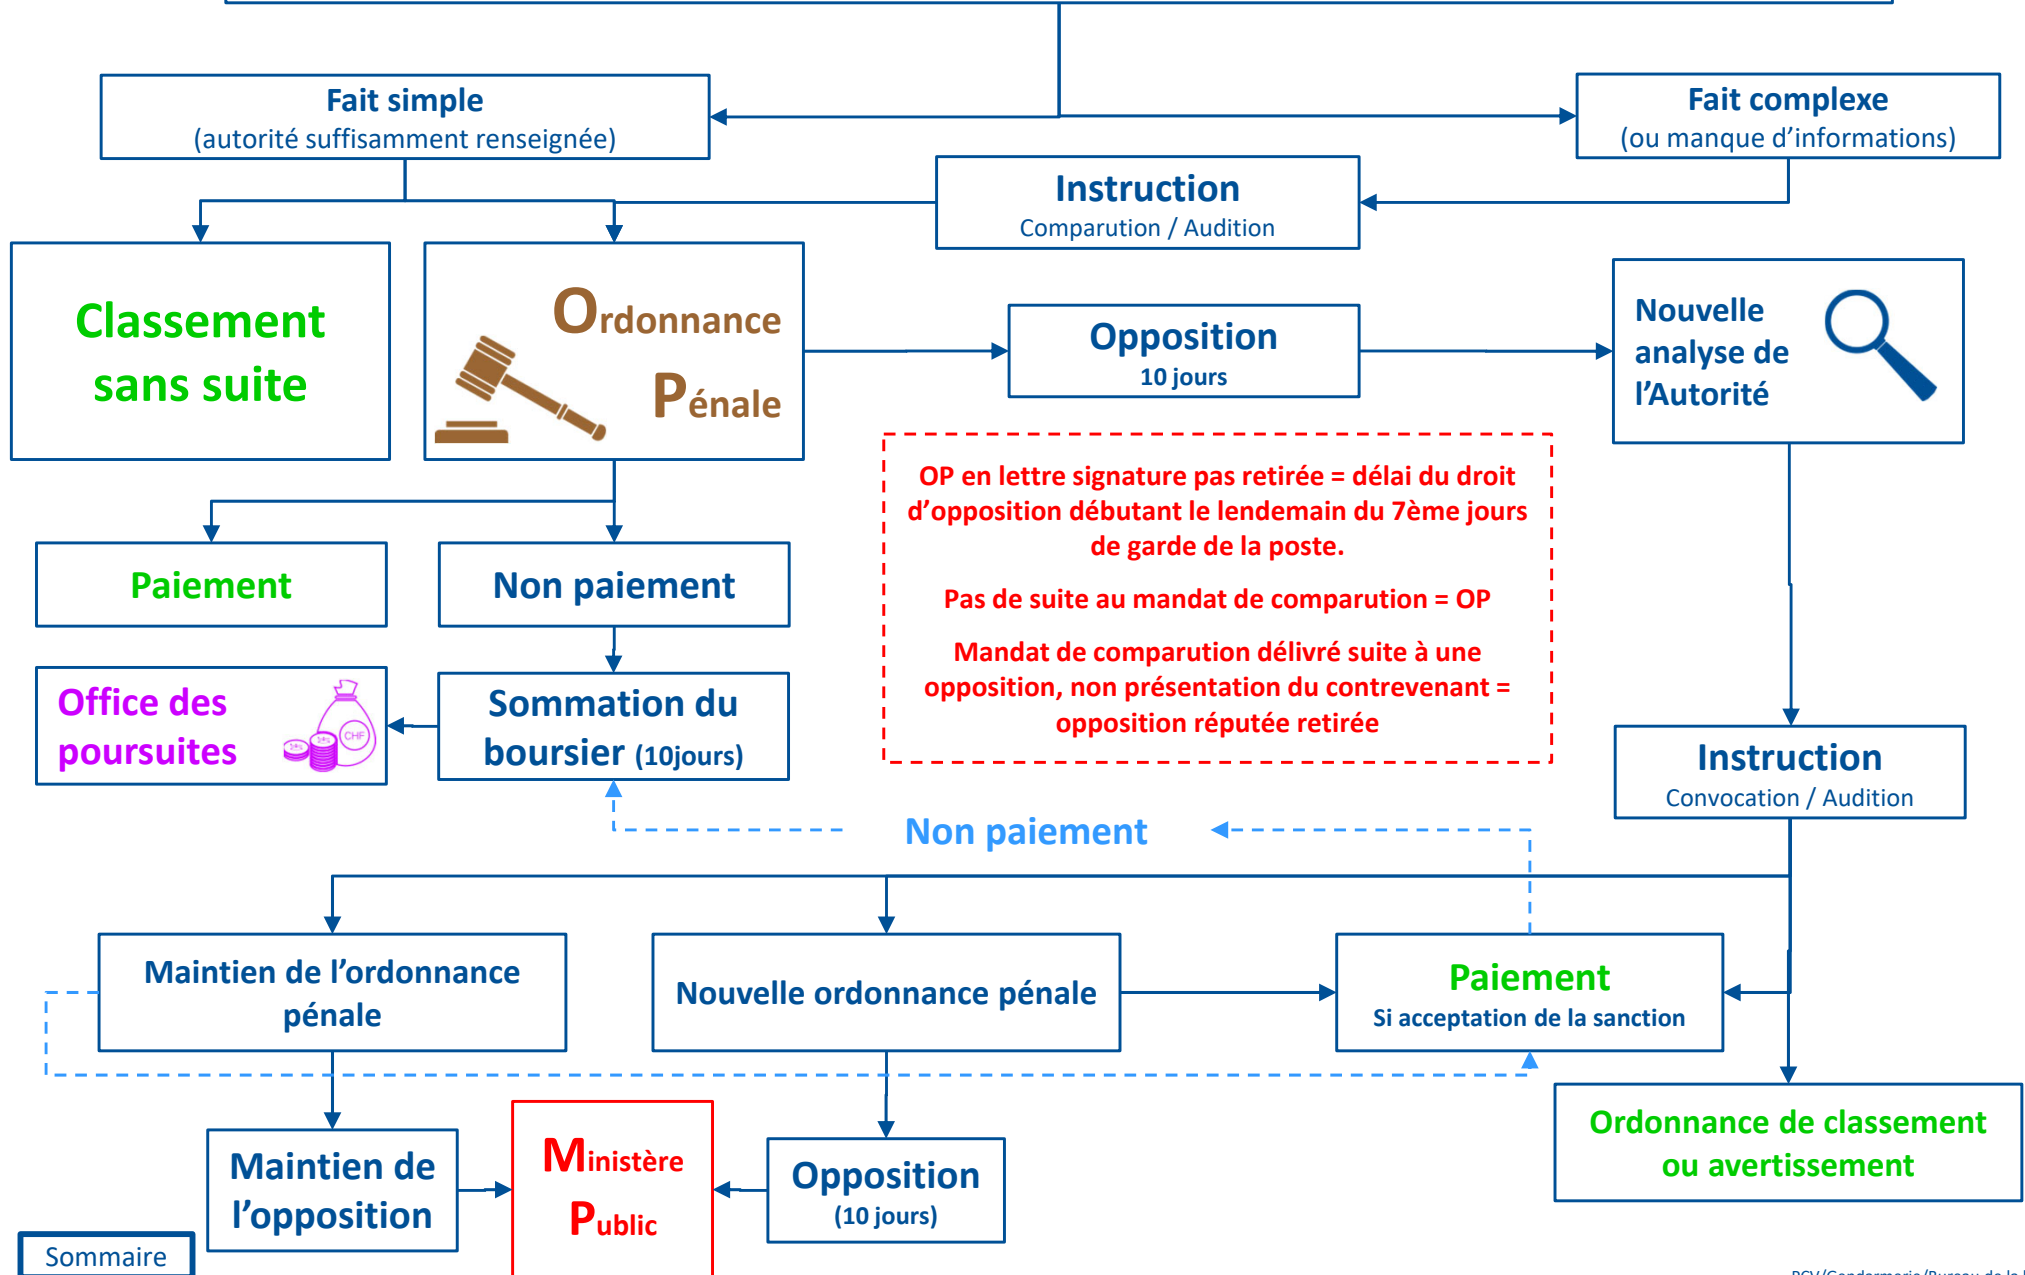 Fait simple
(autorité suffisamment renseignée)
Fait complexe
(ou manque d'informations)
Instruction
Comparution / Audition
Classement
sans suite
Ordonnance
Pénale
Opposition
10 jours
Nouvelle
analyse de
l'Autorité
OP en lettre signature pas retirée = délai du droit
d'opposition débutant le lendemain du 7ème jours
de garde de la poste.
Pas de suite au mandat de comparution = OP
Mandat de comparution délivré suite à une
opposition, non présentation du contrevenant =
opposition réputée retirée
Paiement
Non paiement
Office des
poursuites
CHF
Sommation du
boursier (10jours)
Instruction
Convocation / Audition
Non paiement
Maintien de l'ordonnance
pénale
Nouvelle ordonnance pénale
Paiement
Si acceptation de la sanction
Ordonnance de classement
ou avertissement
Maintien de
l'opposition
Ministère
Public
Opposition
(10 jours)
Sommaire